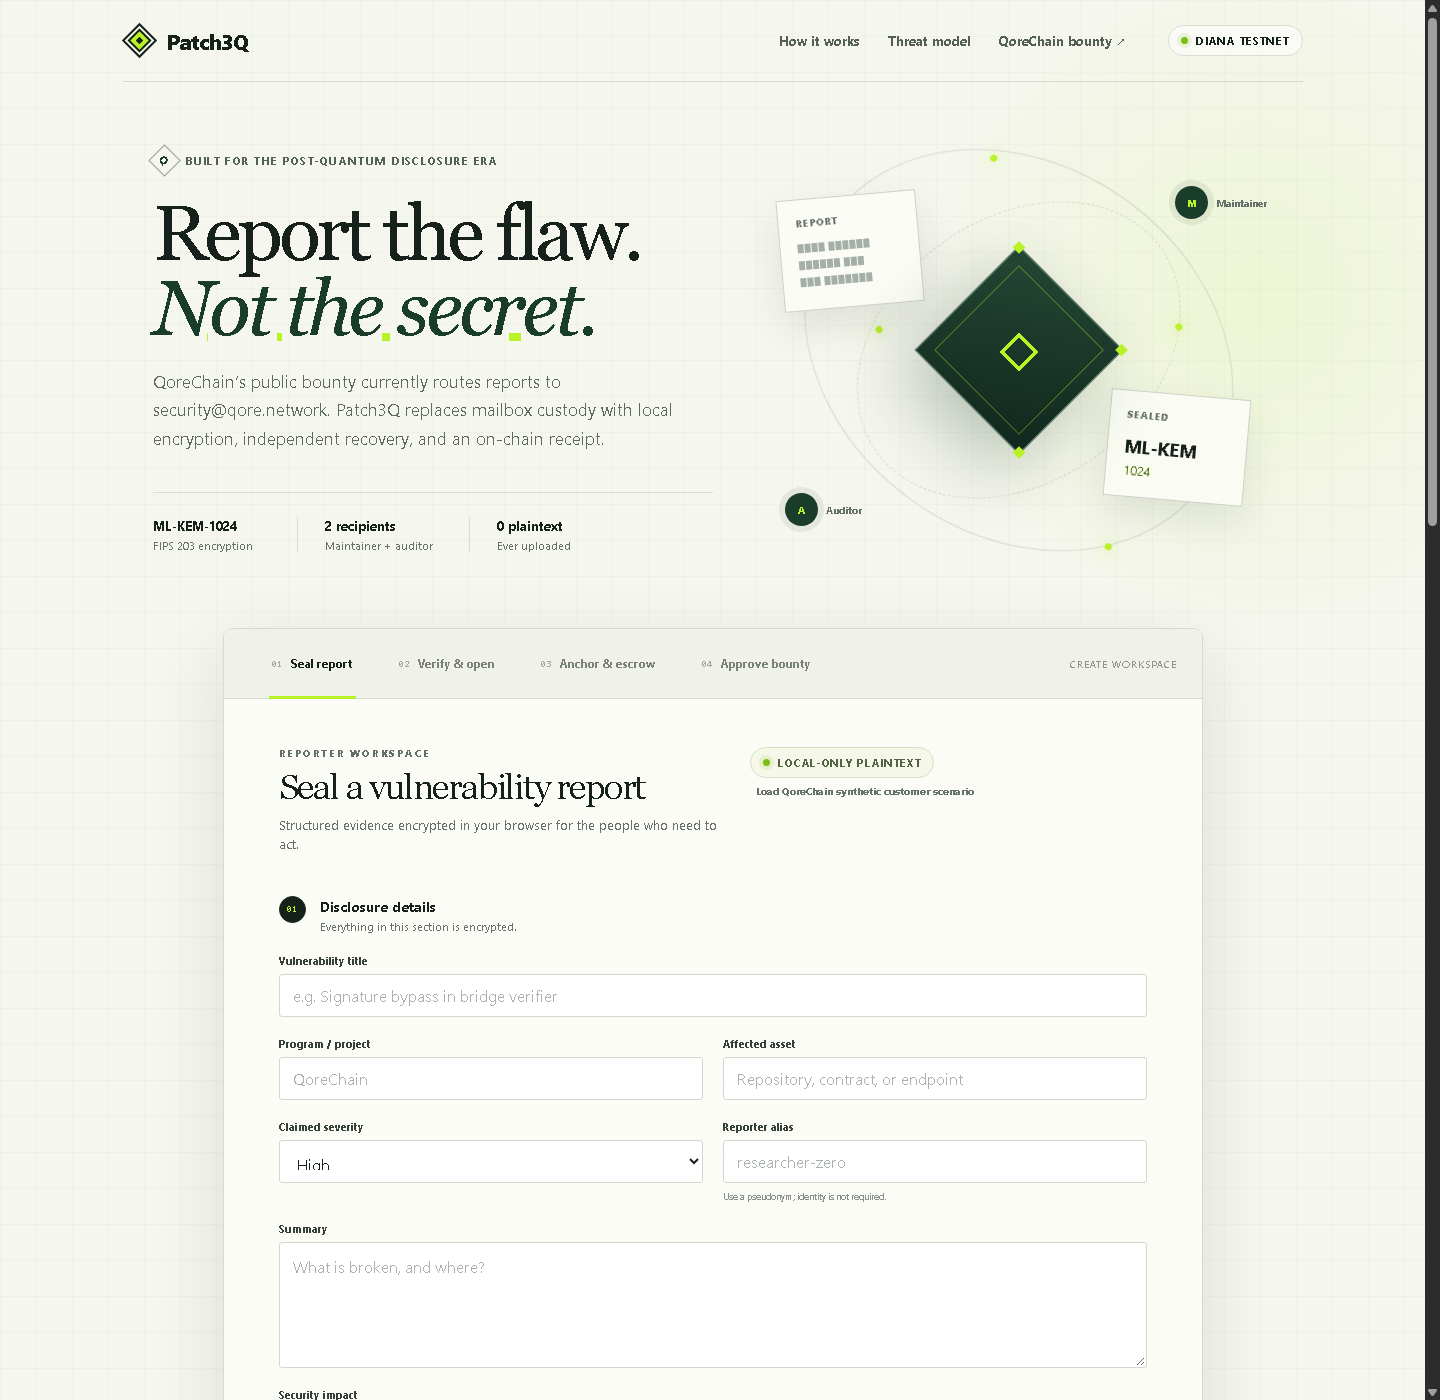 Patch3Q
How it works
Threat model
QoreChain bounty ↗
DIANA TESTNET
BUILT FOR THE POST-QUANTUM DISCLOSURE ERA
Report the flaw.
Not the secret.
QoreChain's public bounty currently routes reports to
security@qore.network. Patch3Q replaces mailbox custody with local
encryption, independent recovery, and an on-chain receipt.
ML-KEM-1024
FIPS 203 encryption
2 recipients
Maintainer + auditor
0 plaintext
Ever uploaded
REPORT
M
Maintainer
SEALED
ML-KEM
1024
A
Auditor
01 Seal report
02 Verify & open
03 Anchor & escrow
04 Approve bounty
CREATE WORKSPACE
REPORTER WORKSPACE
Seal a vulnerability report
Structured evidence encrypted in your browser for the people who need to
act.
LOCAL-ONLY PLAINTEXT
Load QoreChain synthetic customer scenario
01
Disclosure details
Everything in this section is encrypted.
Vulnerability title
e.g. Signature bypass in bridge verifier
Program / project
QoreChain
Affected asset
Repository, contract, or endpoint
Claimed severity
High
Reporter alias
researcher-zero
Use a pseudonym; identity is not required.
Summary
What is broken, and where?
Security impact